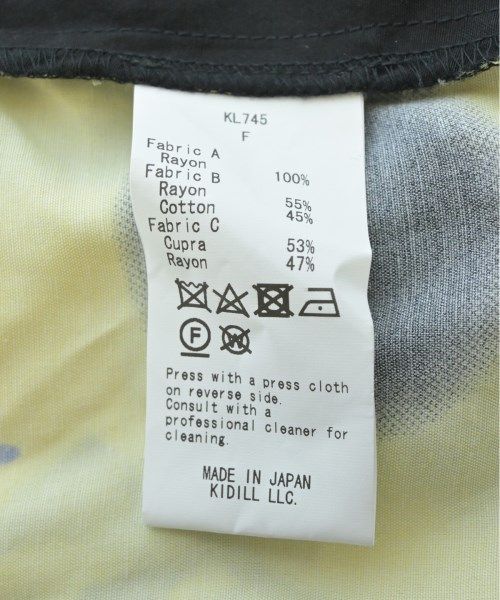 KL745
F
Fabric A
Rayon 100%
Fabric B
Rayon 55%
Cotton 45%
Fabric C
Cupra 53%
Rayon 47%
F W
Press with a press cloth
on reverse side.
Consult with a
professional cleaner for
cleaning.
MADE IN JAPAN
KIDILL LLC.